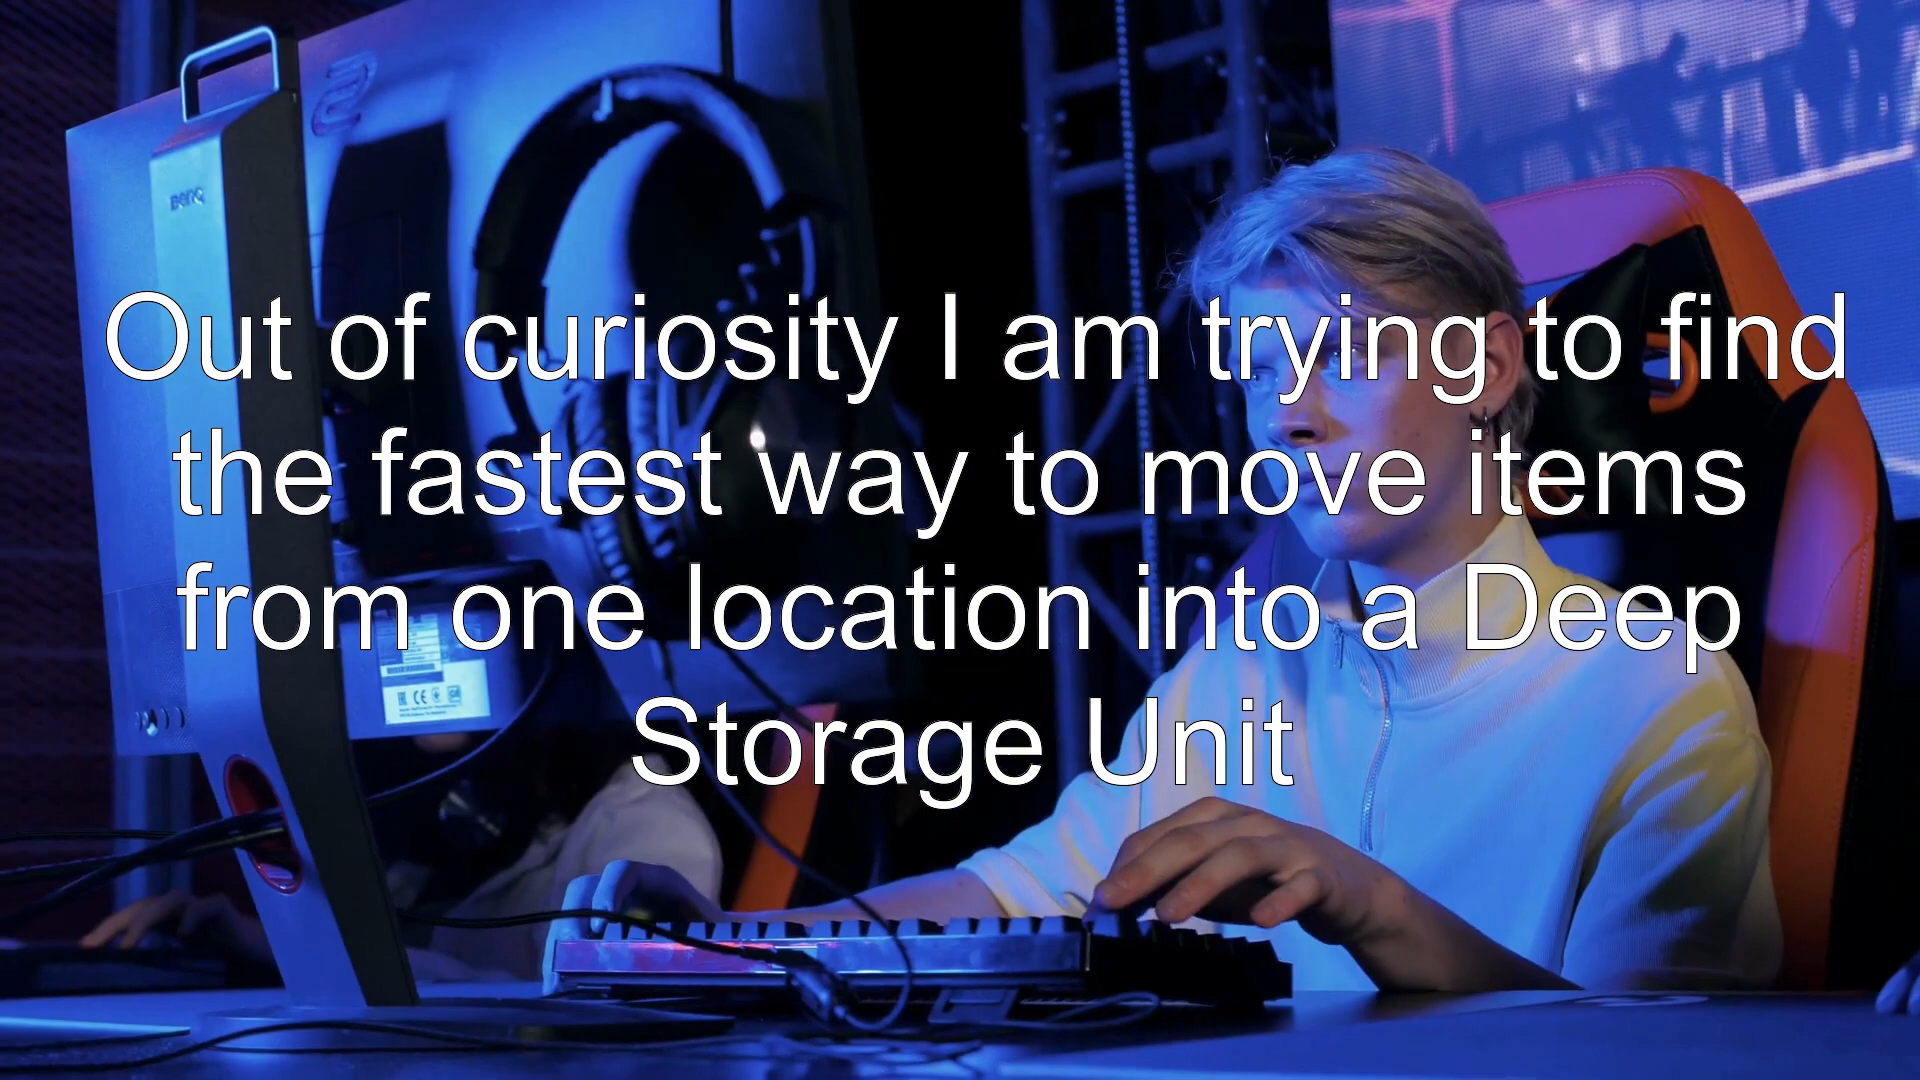 BenQ
Out of curiosity I am trying to find
the fastest way to move items
from one location into a Deep
Storage Unit